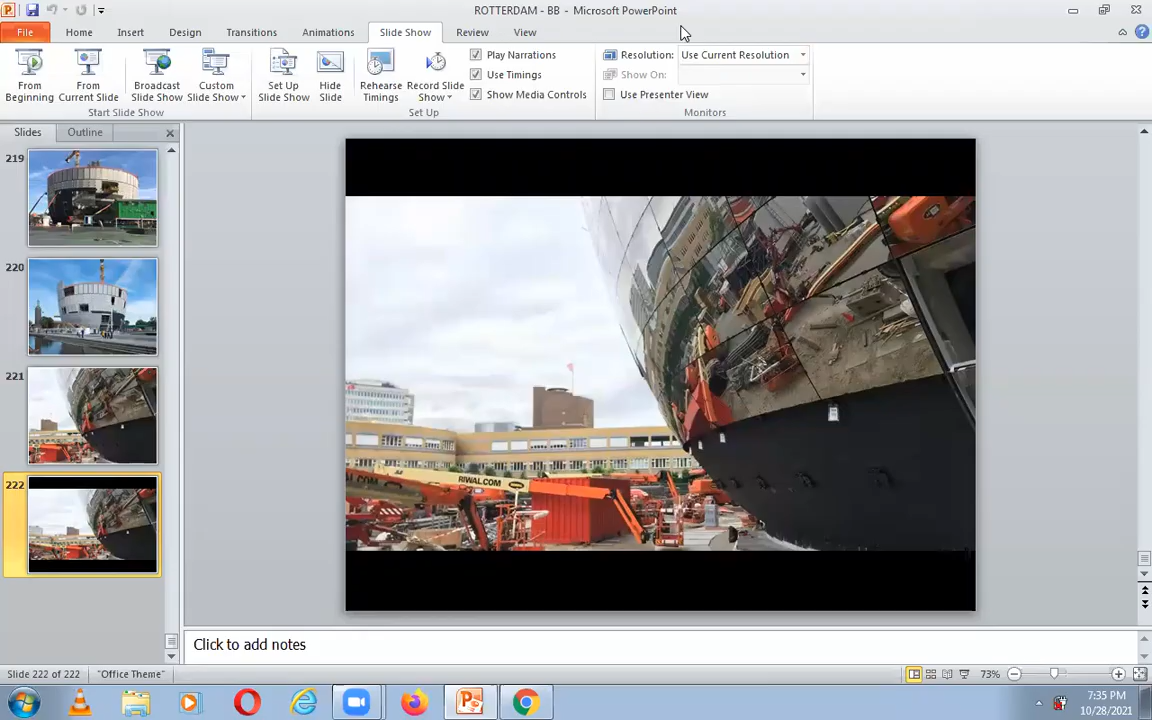 ROTTERDAM - BB - Microsoft PowerPoint
File Home Insert Design Transitions Animations Slide Show Review View
From Beginning
From Current Slide
Broadcast Slide Show
Custom Slide Show
Start Slide Show
Set Up Slide Show
Hide Slide
Rehearse Timings
Record Slide Show
Play Narrations
Use Timings
Show Media Controls
Set Up
Resolution: Use Current Resolution
Show On:
Use Presenter View
Monitors
Slides Outline
219
220
221
222
RIWAL.COM
Click to add notes
Slide 222 of 222 "Office Theme" 73%
7:35 PM
10/28/2021